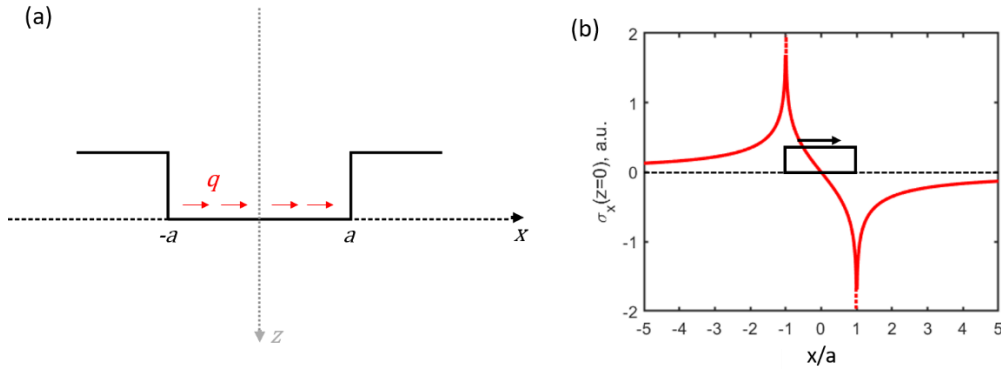 (a)
q
-a
a
x
z
(b)
σx(z=0), a.u.
2
1
0
-1
-2
-5 -4 -3 -2 -1 0 1 2 3 4 5
x/a